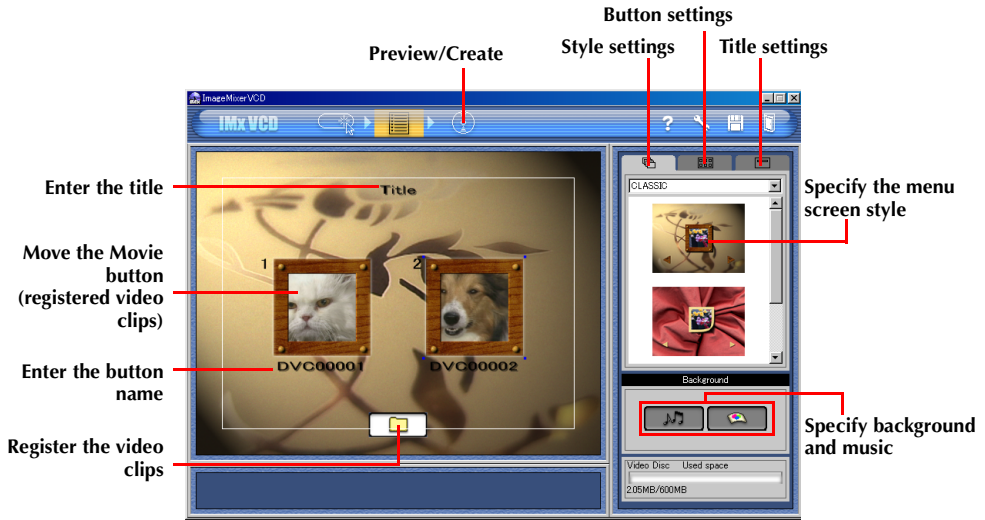 Button settings
Style settings
Title settings
Preview/Create
ImageMixerVCD
IMx VCD
?
Enter the title
Title
CLASSIC
Specify the menu
screen style
Move the Movie
button
(registered video
clips)
1
2
DVC00001
DVC00002
Enter the button
name
Background
Register the video
clips
Specify background
and music
Video Disc Used space
2.05MB/600MB